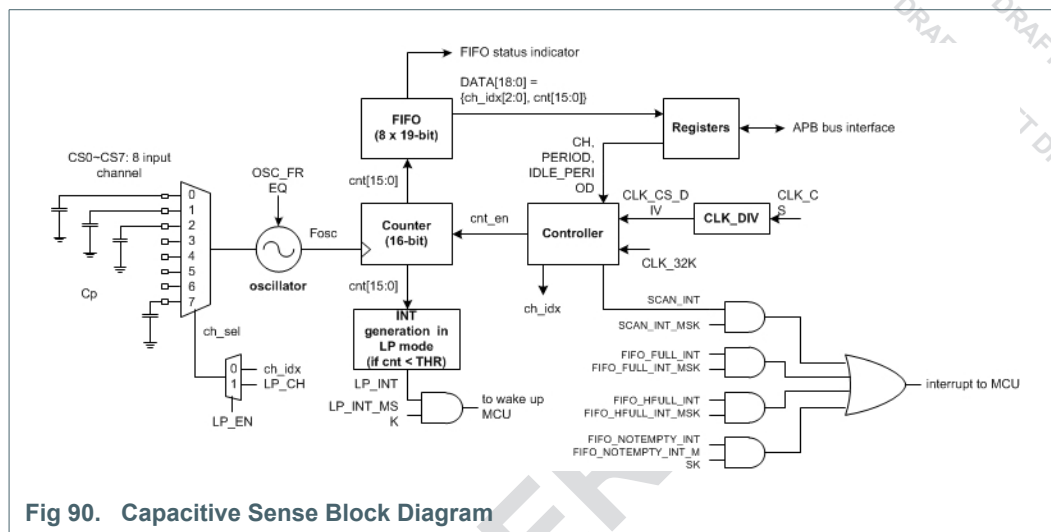 FIFO status indicator
DATA[18:0] =
{ch_idx[2:0], cnt[15:0]}
FIFO
(8 x 19-bit)
Registers
APB bus interface
CS0~CS7: 8 input
channel
OSC_FR
EQ
cnt[15:0]
CH,
PERIOD,
IDLE_PERI
OD
CLK_CS_D
IV
CLK_C
S
CLK_DIV
0
1
2
3
4
5
6
7
Fosc
Counter
(16-bit)
cnt_en
Controller
CLK_32K
oscillator
Cp
cnt[15:0]
ch_idx
ch_sel
INT
generation in
LP mode
(if cnt < THR)
SCAN_INT
SCAN_INT_MSK
0
1
ch_idx
LP_CH
LP_EN
LP_INT
LP_INT_MS
K
to wake up
MCU
FIFO_FULL_INT
FIFO_FULL_INT_MSK
interrupt to MCU
FIFO_HFULL_INT
FIFO_HFULL_INT_MSK
FIFO_NOTEMPTY_INT
FIFO_NOTEMPTY_INT_M
SK
Fig 90. Capacitive Sense Block Diagram
DRAFT
DRAFT